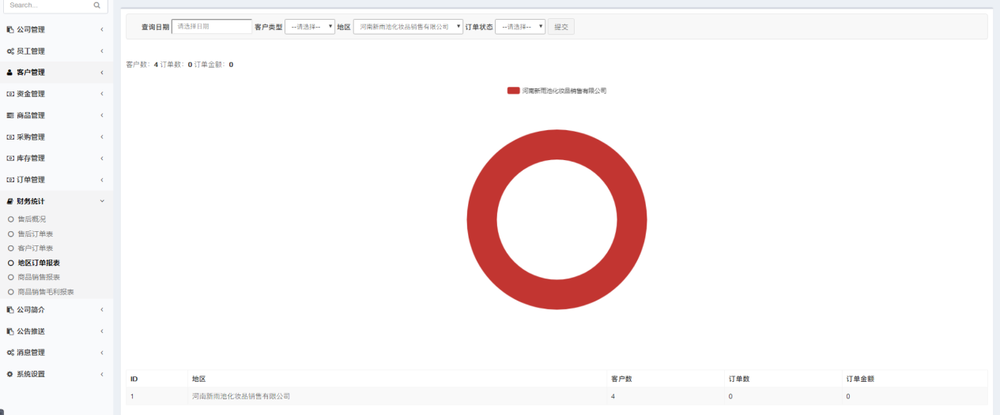 Search...
公司管理
员工管理
客户管理
资金管理
商品管理
采购管理
库存管理
订单管理
财务统计
售后概况
售后订单表
客户订单表
地区订单报表
商品销售报表
商品销售毛利报表
公司简介
公告推送
消息管理
系统设置
查询日期 请选择日期 客户类型 --请选择-- 地区 河南新雨池化妆品销售有限公司 订单状态 --请选择-- 提交
客户数: 4 订单数: 0 订单金额: 0
河南新雨池化妆品销售有限公司
ID 地区 客户数 订单数 订单金额
1 河南新雨池化妆品销售有限公司 4 0 0